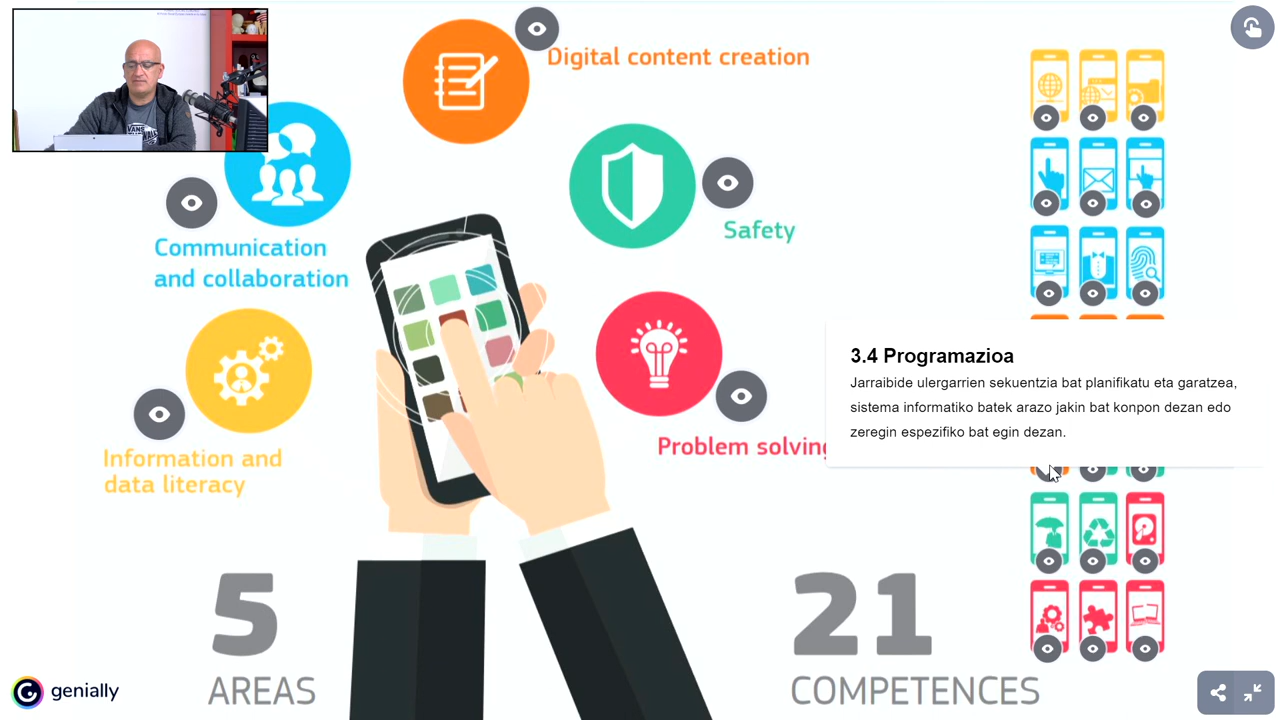 Digital content creation
Communication
and collaboration
Safety
3.4 Programazioa
Jarraibide ulergarrien sekuentzia bat planifikatu eta garatzea,
sistema informatiko batek arazo jakin bat konpon dezan edo
zeregin espezifiko bat egin dezan.
Problem solving
Information and
data literacy
5
AREAS
21
COMPETENCES
genially
VANS